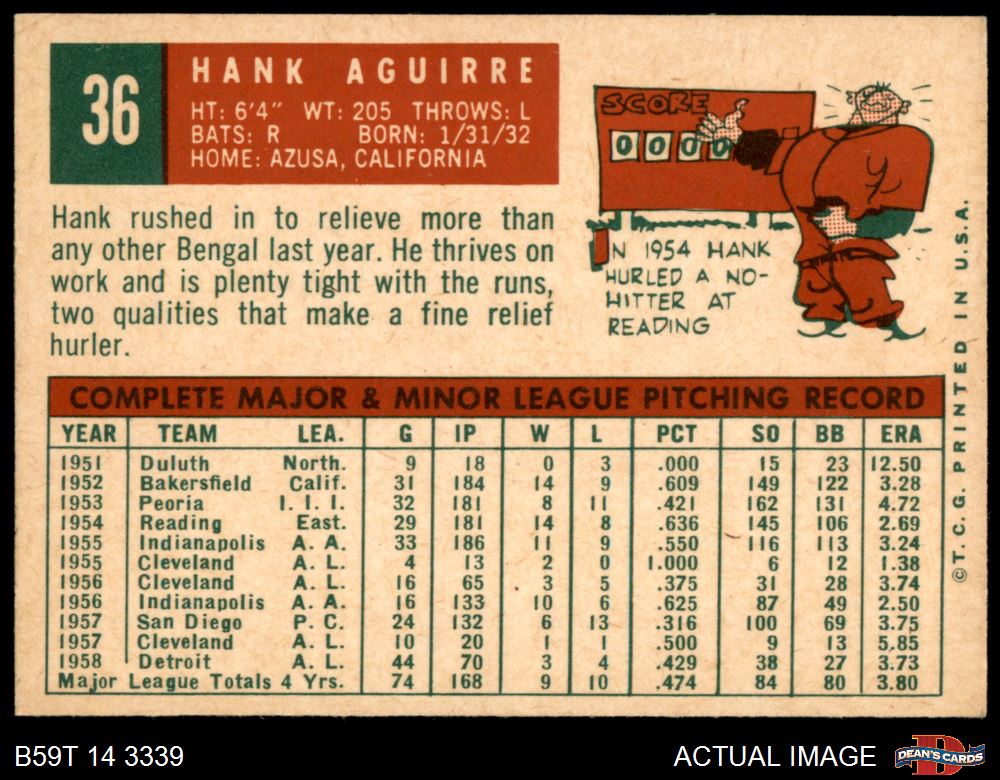 36
HANK AGUIRRE
HT: 6'4" WT: 205 THROWS: L
BATS: R BORN: 1/31/32
HOME: AZUSA, CALIFORNIA
Hank rushed in to relieve more than
any other Bengal last year. He thrives on
work and is plenty tight with the runs,
two qualities that make a fine relief
hurler.
SCORE
0 0 0 0
IN 1954 HANK
HURLED A NO-
HITTER AT
READING
COMPLETE MAJOR & MINOR LEAGUE PITCHING RECORD
YEAR TEAM LEA. G IP W L PCT SO BB ERA
1951 Duluth North. 9 18 0 3 .000 15 23 12.50
1952 Bakersfield Calif. 31 184 14 9 .609 149 122 3.28
1953 Peoria I. I. I. 32 181 8 11 .421 162 131 4.72
1954 Reading East. 29 181 14 8 .636 145 106 2.69
1955 Indianapolis A. A. 33 186 11 9 .550 116 113 3.24
1955 Cleveland A. L. 4 13 2 0 1.000 6 12 1.38
1956 Cleveland A. L. 16 65 3 5 .375 31 28 3.74
1956 Indianapolis A. A. 16 133 10 6 .625 87 49 2.50
1957 San Diego P. C. 24 132 6 13 .316 100 69 3.75
1957 Cleveland A. L. 10 20 1 1 .500 9 13 5.85
1958 Detroit A. L. 44 70 3 4 .429 38 27 3.73
Major League Totals 4 Yrs. 74 168 9 10 .474 84 80 3.80
©T. C. G. PRINTED IN U.S.A.
B59T 14 3339
ACTUAL IMAGE
DEAN'S CARDS